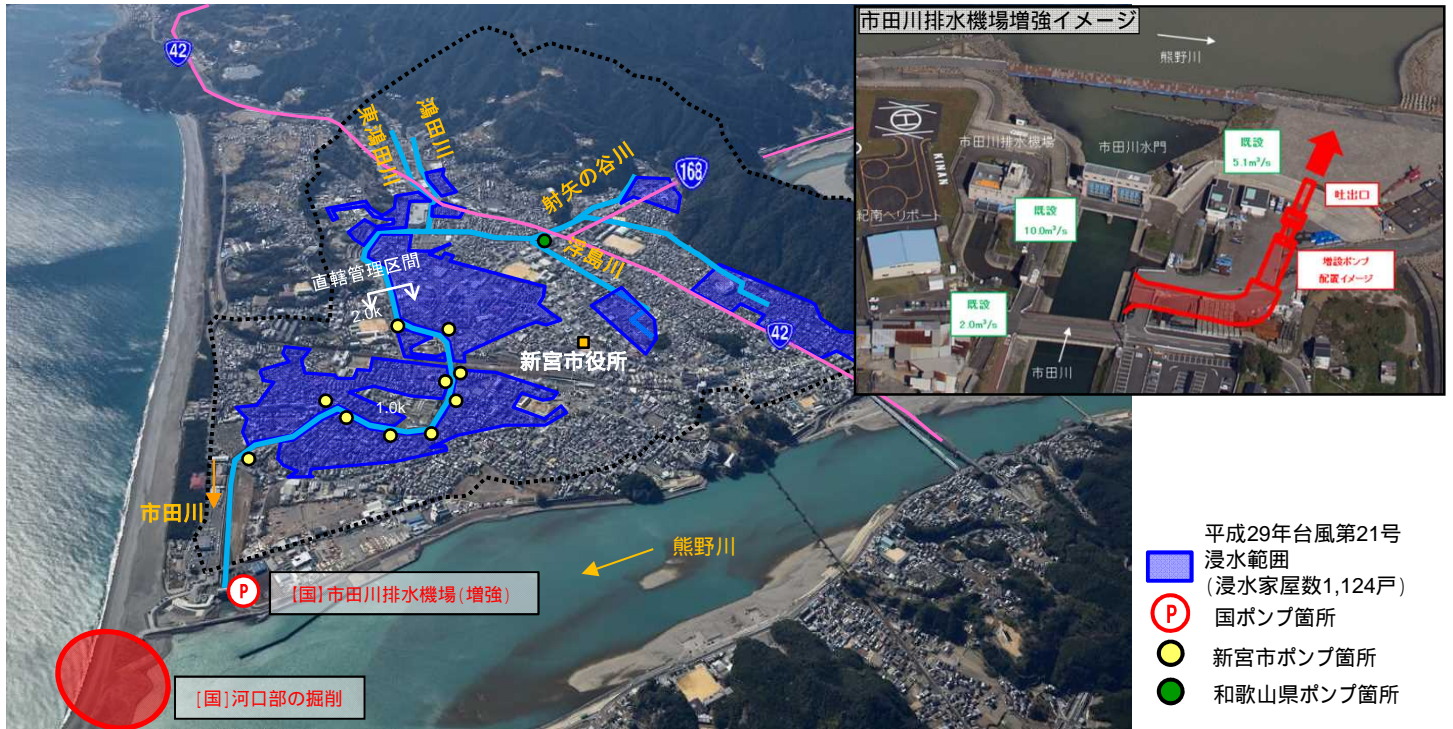 42
東鴻田川
鴻田川
射矢の谷川
168
浮島川
直轄管理区間
2.0k
42
新宮市役所
1.0k
市田川
熊野川
P
【国】市田川排水機場(増強)
[国]河口部の掘削
市田川排水機場増強イメージ
熊野川
H
KINAN
紀南ヘリポート
市田川排水機場
市田川水門
既設
5.1m³/s
吐出口
既設
10.0m³/s
増設ポンプ
配置イメージ
既設
2.0m³/s
市田川
平成29年台風第21号
浸水範囲
(浸水家屋数1,124戸)
P
国ポンプ箇所
新宮市ポンプ箇所
和歌山県ポンプ箇所